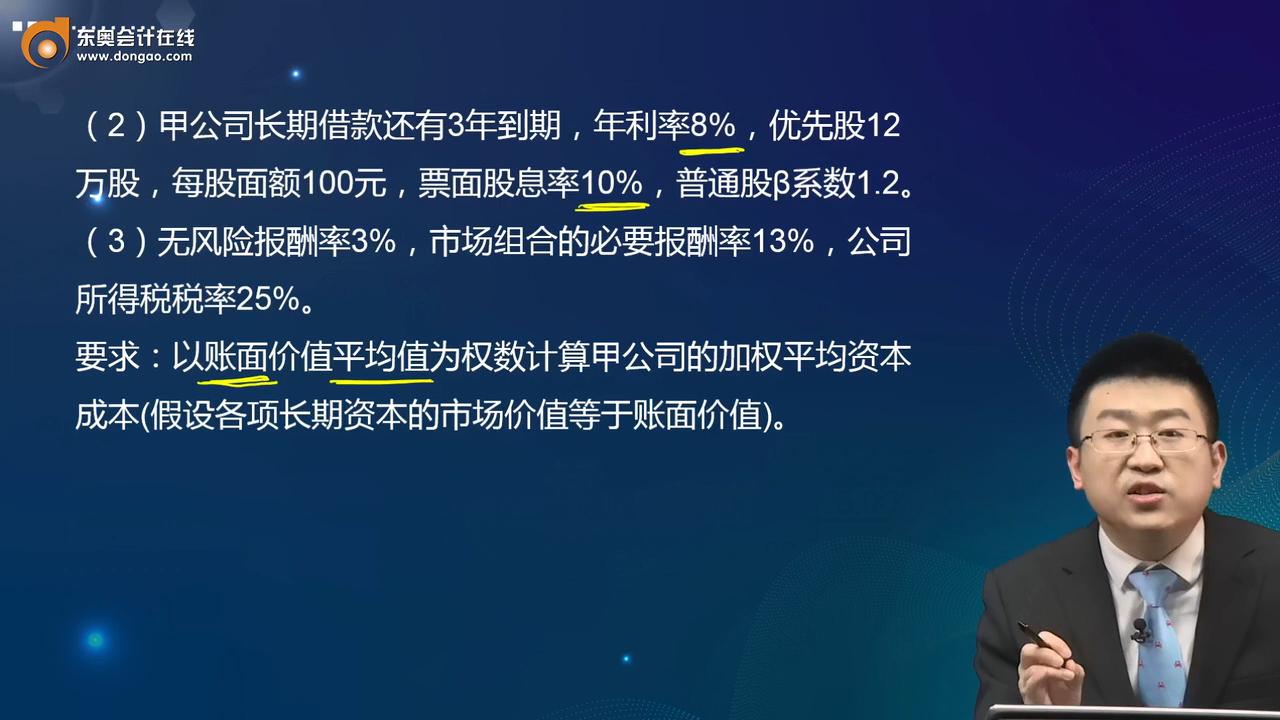 东奥会计在线
www.dongao.com
（2）甲公司长期借款还有3年到期，年利率8%，优先股12
万股，每股面额100元，票面股息率10%，普通股β系数1.2。
（3）无风险报酬率3%，市场组合的必要报酬率13%，公司
所得税税率25%。
要求：以账面价值平均值为权数计算甲公司的加权平均资本
成本(假设各项长期资本的市场价值等于账面价值)。